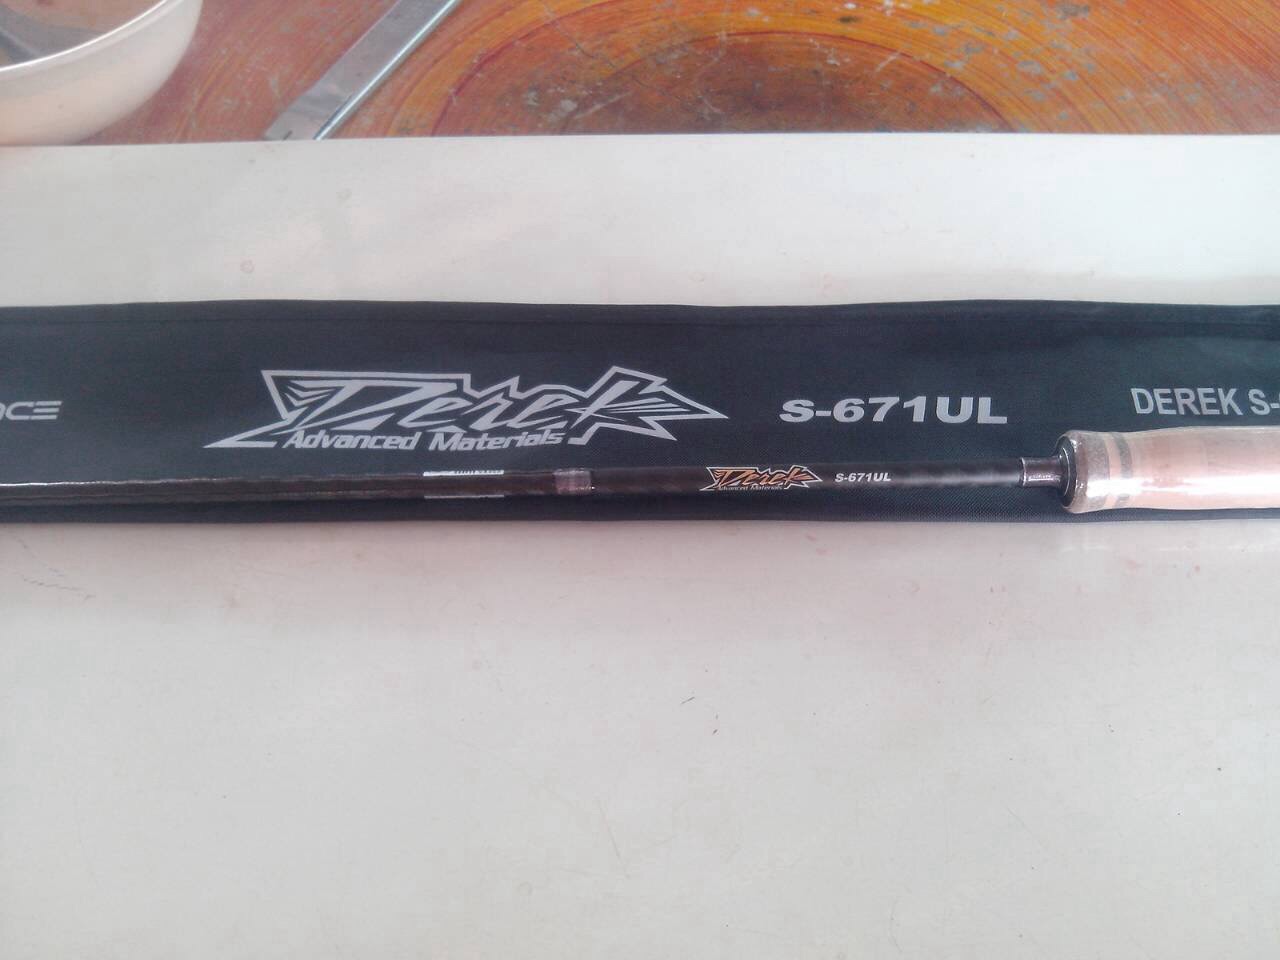 Derek
Advanced Materials
S-671UL
DEREK S-
Derek
Advanced Materials
S-671UL